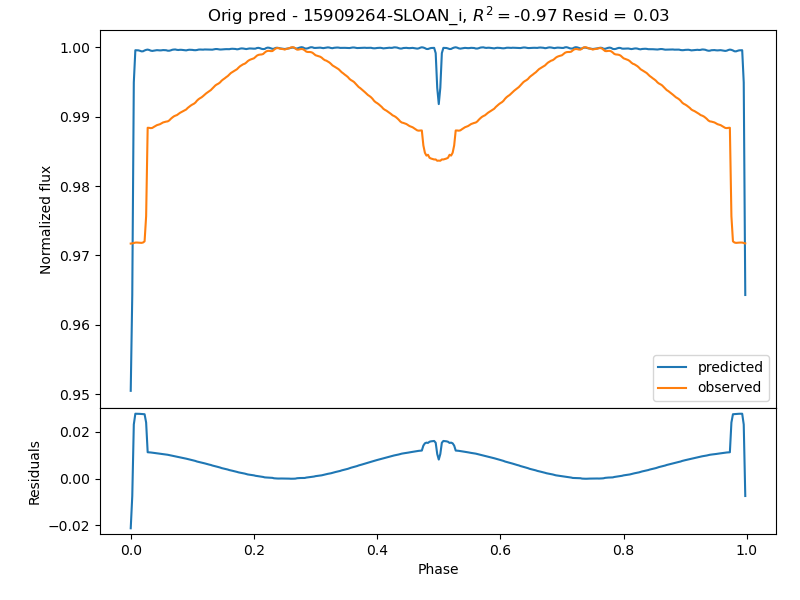 Orig pred - 15909264-SLOAN_i, R² = -0.97 Resid = 0.03
Normalized flux
1.00
0.99
0.98
0.97
0.96
0.95
predicted
observed
Residuals
0.02
0.00
−0.02
0.0 0.2 0.4 0.6 0.8 1.0
Phase